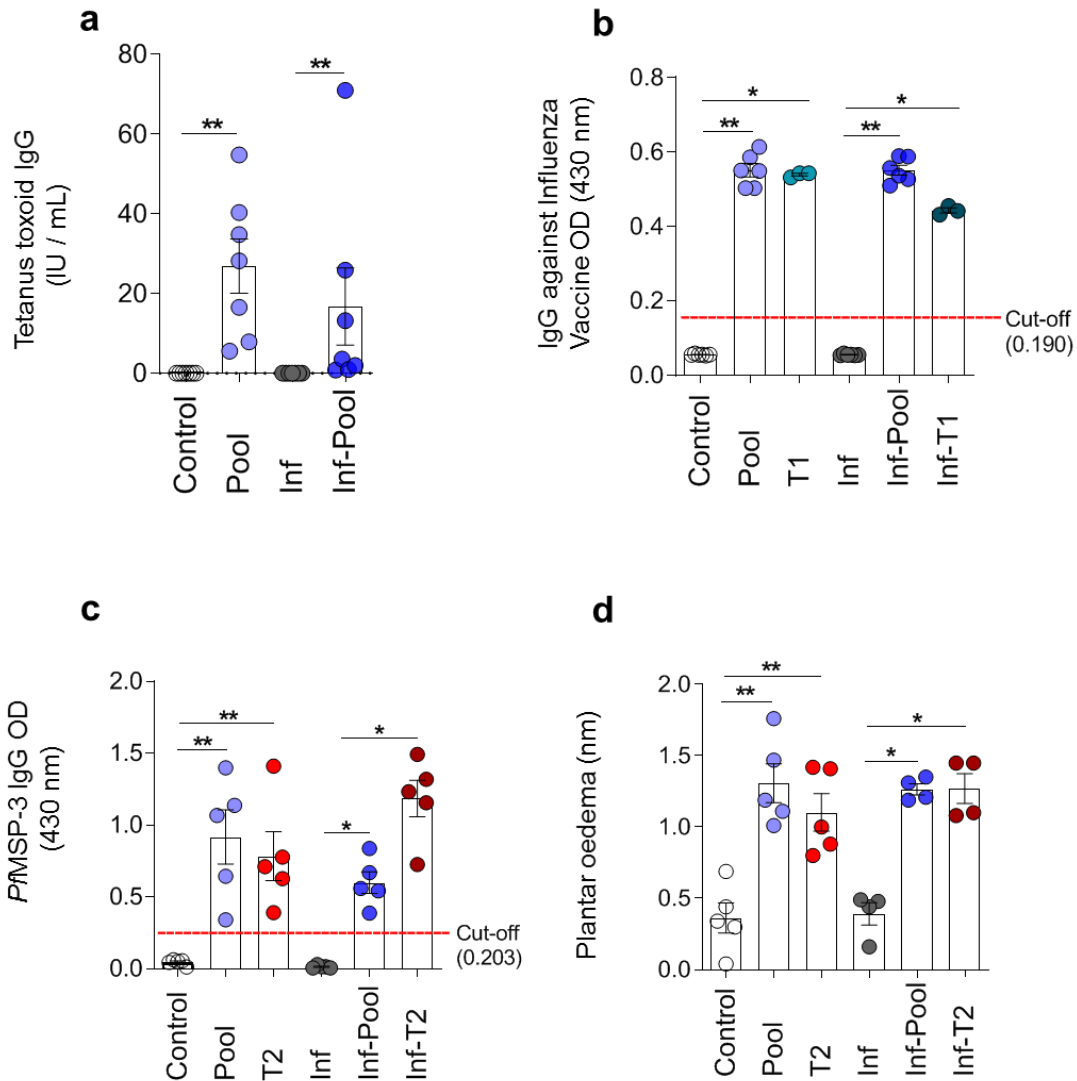 a
80
60
40
20
0
Tetanus toxoid IgG
(IU / mL)
**
**
Control
Pool
Inf
Inf-Pool
b
0.8
0.6
0.4
0.2
0.0
IgG against Influenza
Vaccine OD (430 nm)
*
**
*
**
Cut-off
(0.190)
Control
Pool
T1
Inf
Inf-Pool
Inf-T1
c
2.0
1.5
1.0
0.5
0.0
PfMSP-3 IgG OD
(430 nm)
**
**
*
*
Cut-off
(0.203)
Control
Pool
T2
Inf
Inf-Pool
Inf-T2
d
2.0
1.5
1.0
0.5
0.0
Plantar oedema (nm)
**
**
*
*
Control
Pool
T2
Inf
Inf-Pool
Inf-T2